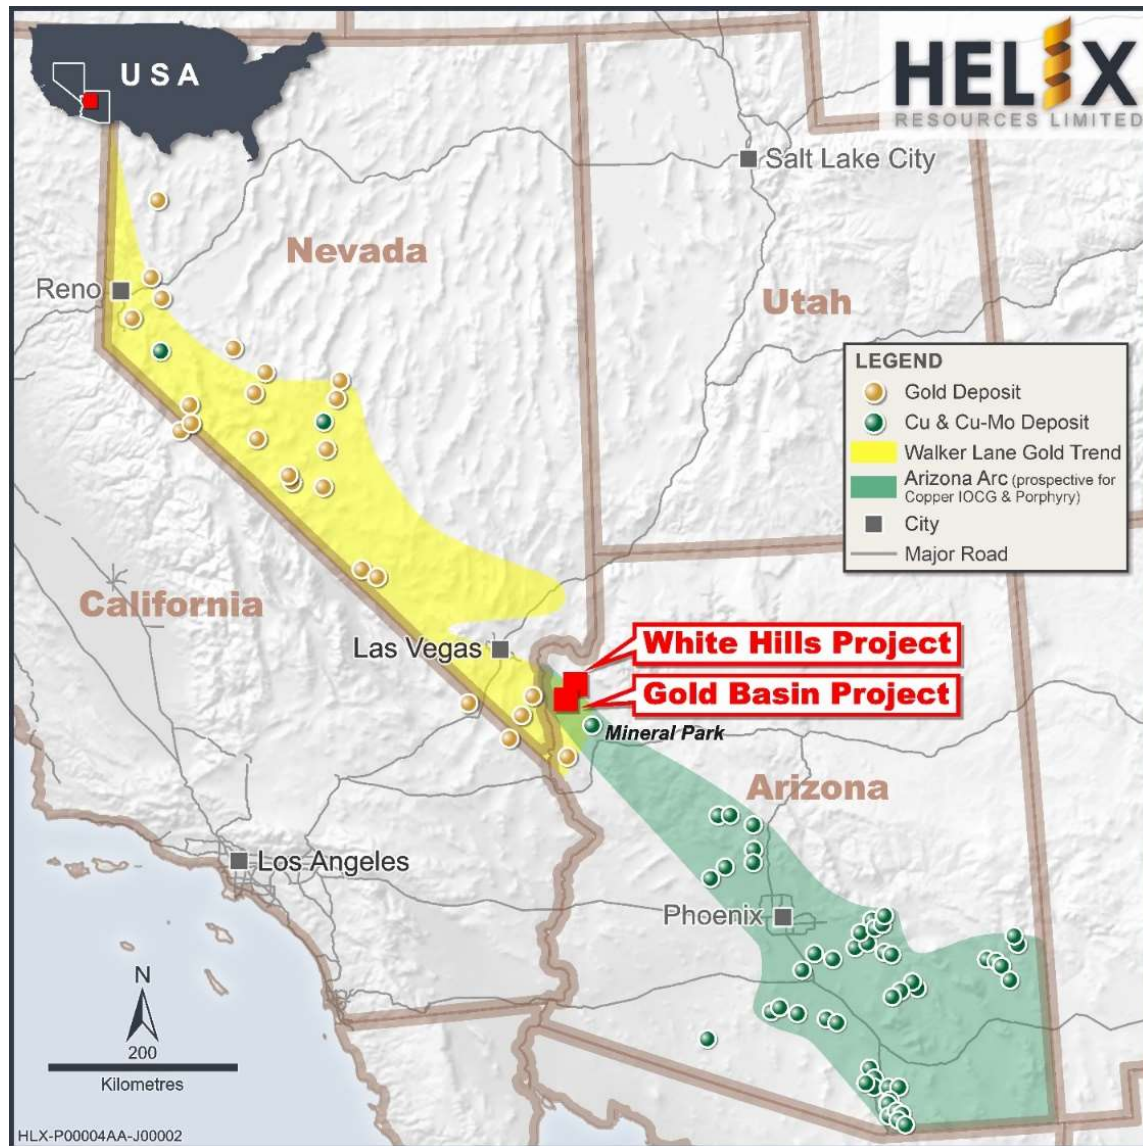 USA
HELIX
RESOURCES LIMITED
Salt Lake City
Nevada
Reno
Utah
LEGEND
Gold Deposit
Cu & Cu-Mo Deposit
Walker Lane Gold Trend
Arizona Arc (prospective for
Copper IOCG & Porphyry)
City
Major Road
California
Las Vegas
White Hills Project
Gold Basin Project
Mineral Park
Arizona
Los Angeles
Phoenix
N
200
Kilometres
HLX-P00004AA-J00002